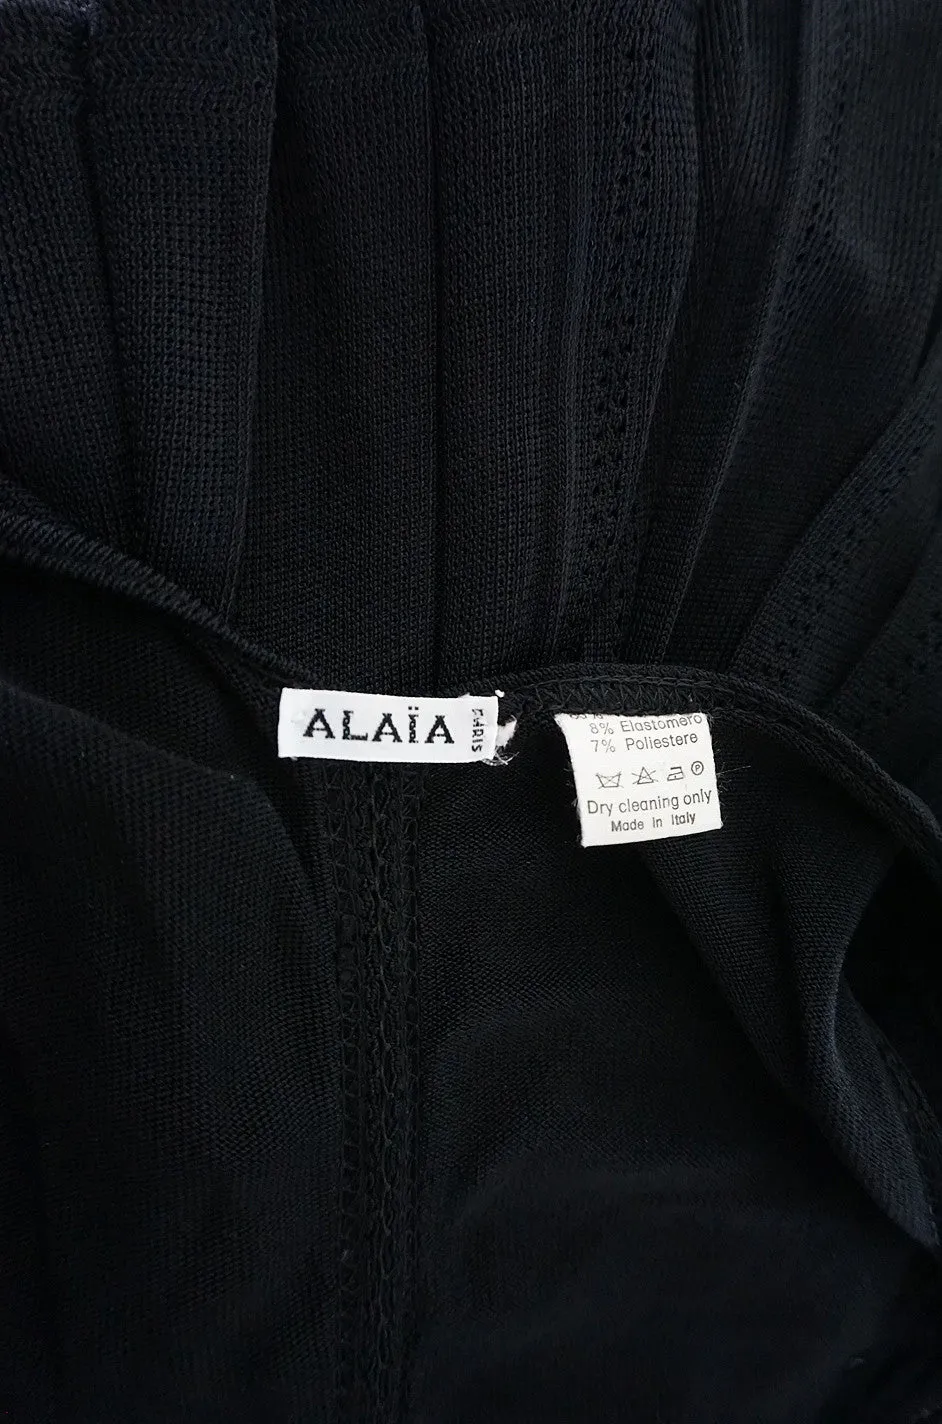 ALAÏA
PARIS
8% Elastomero
7% Poliestere
P
Dry cleaning only
Made in Italy